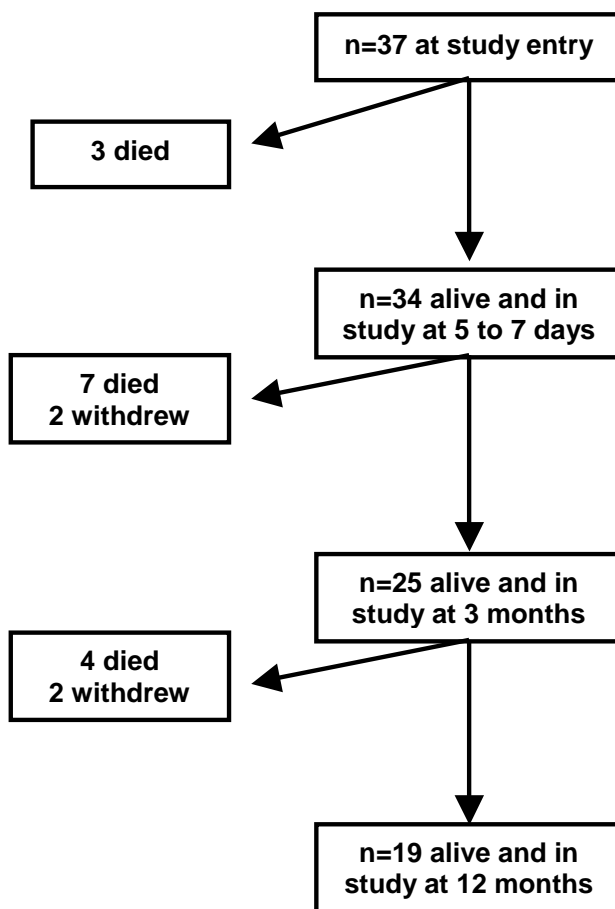 n=37 at study entry
3 died
n=34 alive and in
study at 5 to 7 days
7 died
2 withdrew
n=25 alive and in
study at 3 months
4 died
2 withdrew
n=19 alive and in
study at 12 months